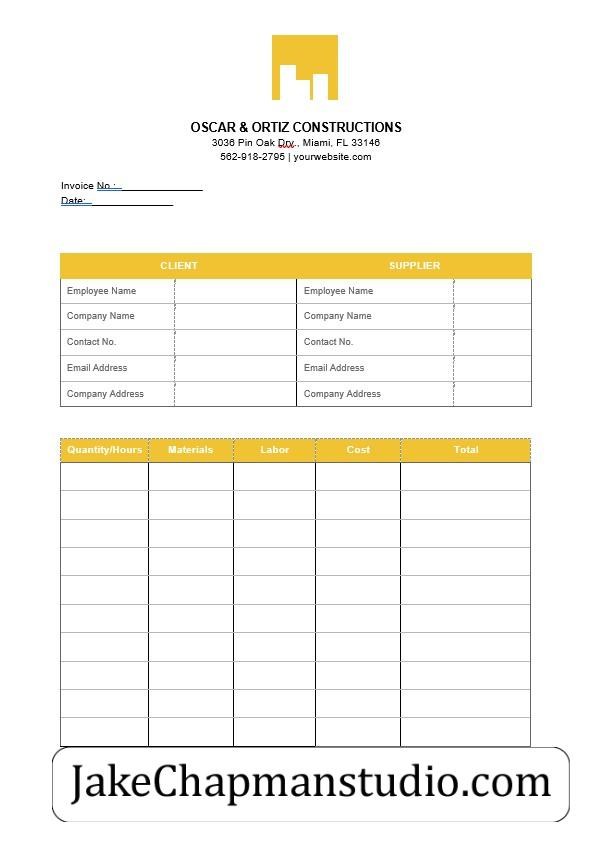 OSCAR & ORTIZ CONSTRUCTIONS
3036 Pin Oak Drv., Miami, FL 33146
562-918-2795 | yourwebsite.com
Invoice No.: _______________
Date: _______________
CLIENT SUPPLIER
Employee Name Employee Name
Company Name Company Name
Contact No. Contact No.
Email Address Email Address
Company Address Company Address
Quantity/Hours Materials Labor Cost Total
JakeChapmanstudio.com